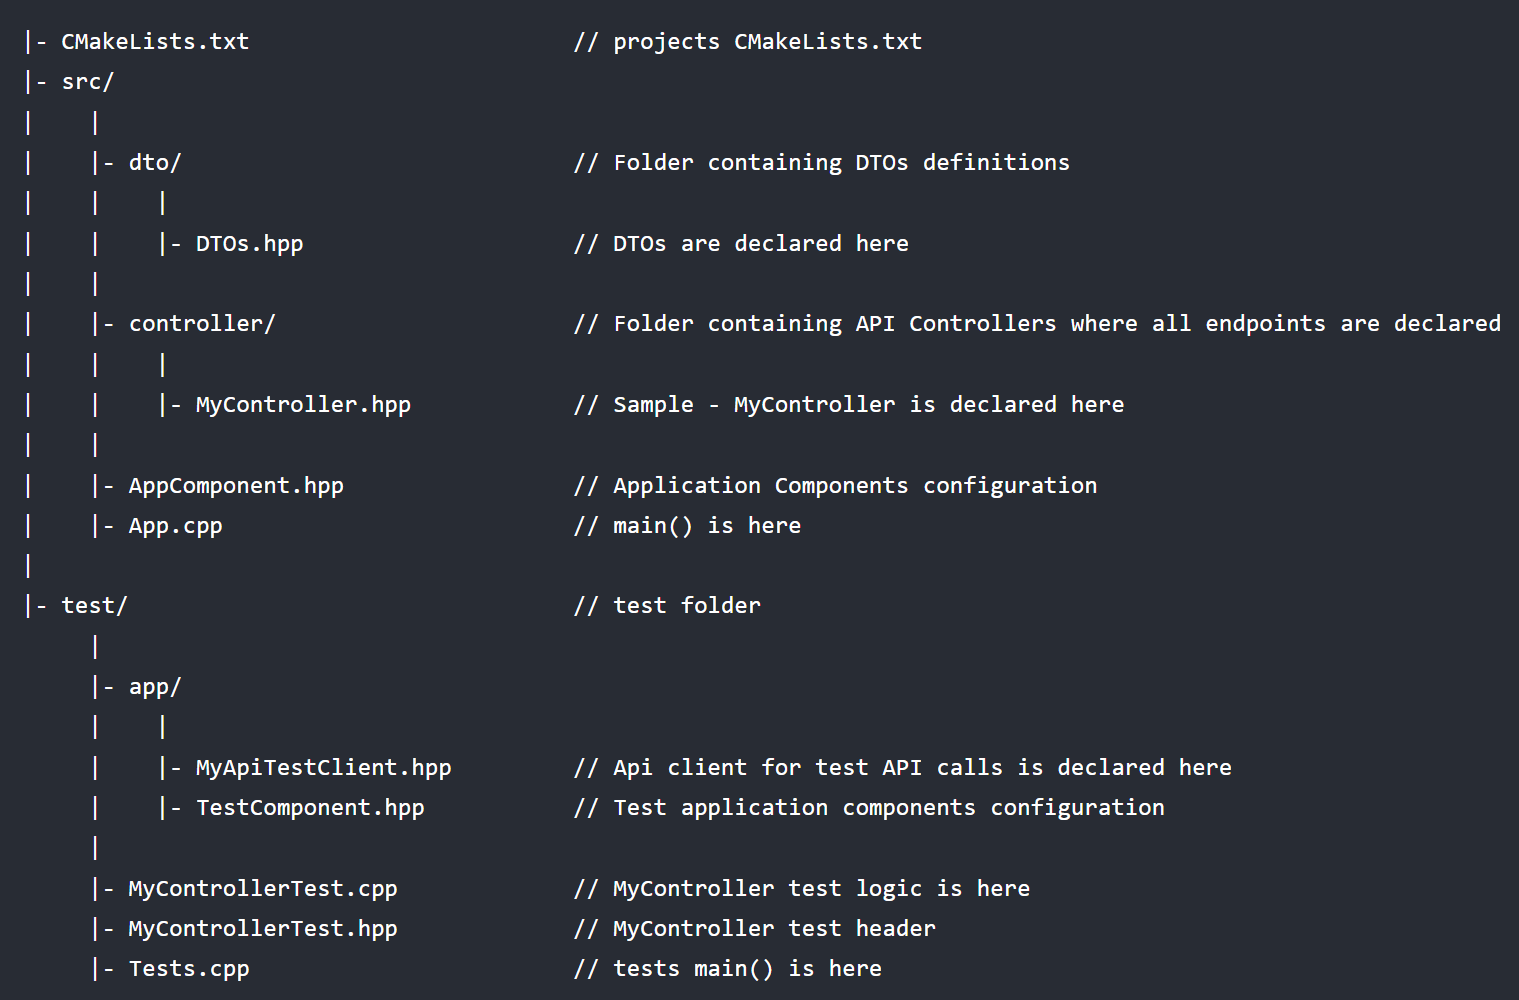 |- CMakeLists.txt                        // projects CMakeLists.txt
|- src/
|    |
|    |- dto/                             // Folder containing DTOs definitions
|    |    |
|    |    |- DTOs.hpp                    // DTOs are declared here
|    |
|    |- controller/                      // Folder containing API Controllers where all endpoints are declared
|    |    |
|    |    |- MyController.hpp            // Sample - MyController is declared here
|    |
|    |- AppComponent.hpp                 // Application Components configuration
|    |- App.cpp                          // main() is here
|
|- test/                                 // test folder
     |
     |- app/
     |    |
     |    |- MyApiTestClient.hpp         // Api client for test API calls is declared here
     |    |- TestComponent.hpp           // Test application components configuration
     |
     |- MyControllerTest.cpp             // MyController test logic is here
     |- MyControllerTest.hpp             // MyController test header
     |- Tests.cpp                        // tests main() is here